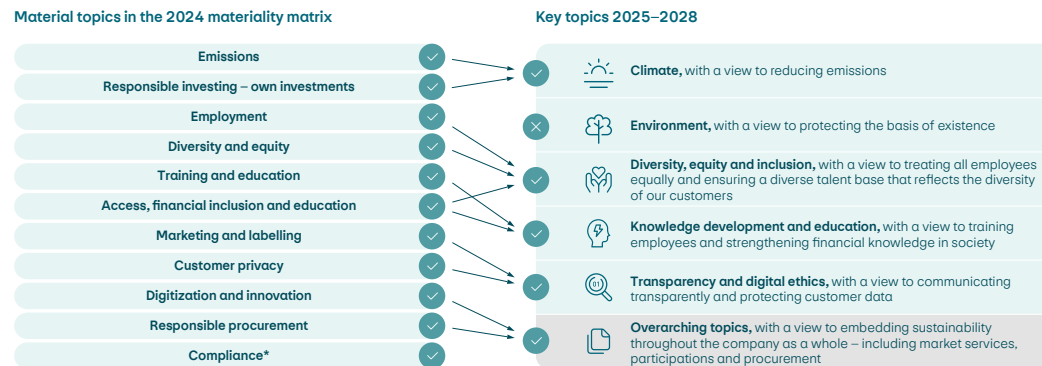 Material topics in the 2024 materiality matrix
Emissions
Responsible investing – own investments
Employment
Diversity and equity
Training and education
Access, financial inclusion and education
Marketing and labelling
Customer privacy
Digitization and innovation
Responsible procurement
Compliance*
Key topics 2025–2028
Climate, with a view to reducing emissions
Environment, with a view to protecting the basis of existence
Diversity, equity and inclusion, with a view to treating all employees
equally and ensuring a diverse talent base that reflects the diversity
of our customers
Knowledge development and education, with a view to training
employees and strengthening financial knowledge in society
01
Transparency and digital ethics, with a view to communicating
transparently and protecting customer data
Overarching topics, with a view to embedding sustainability
throughout the company as a whole – including market services,
participations and procurement